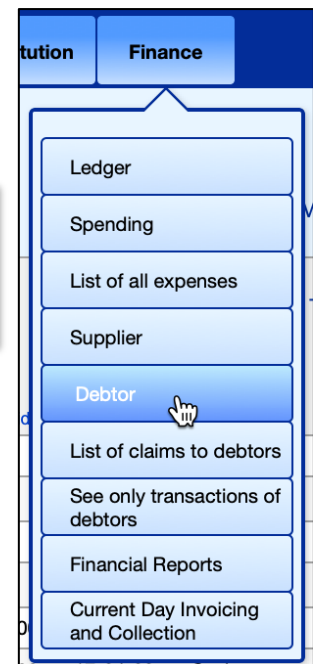 tution
Finance
Ledger
Spending
List of all expenses
Supplier
Debtor
List of claims to debtors
See only transactions of
debtors
Financial Reports
Current Day Invoicing
and Collection